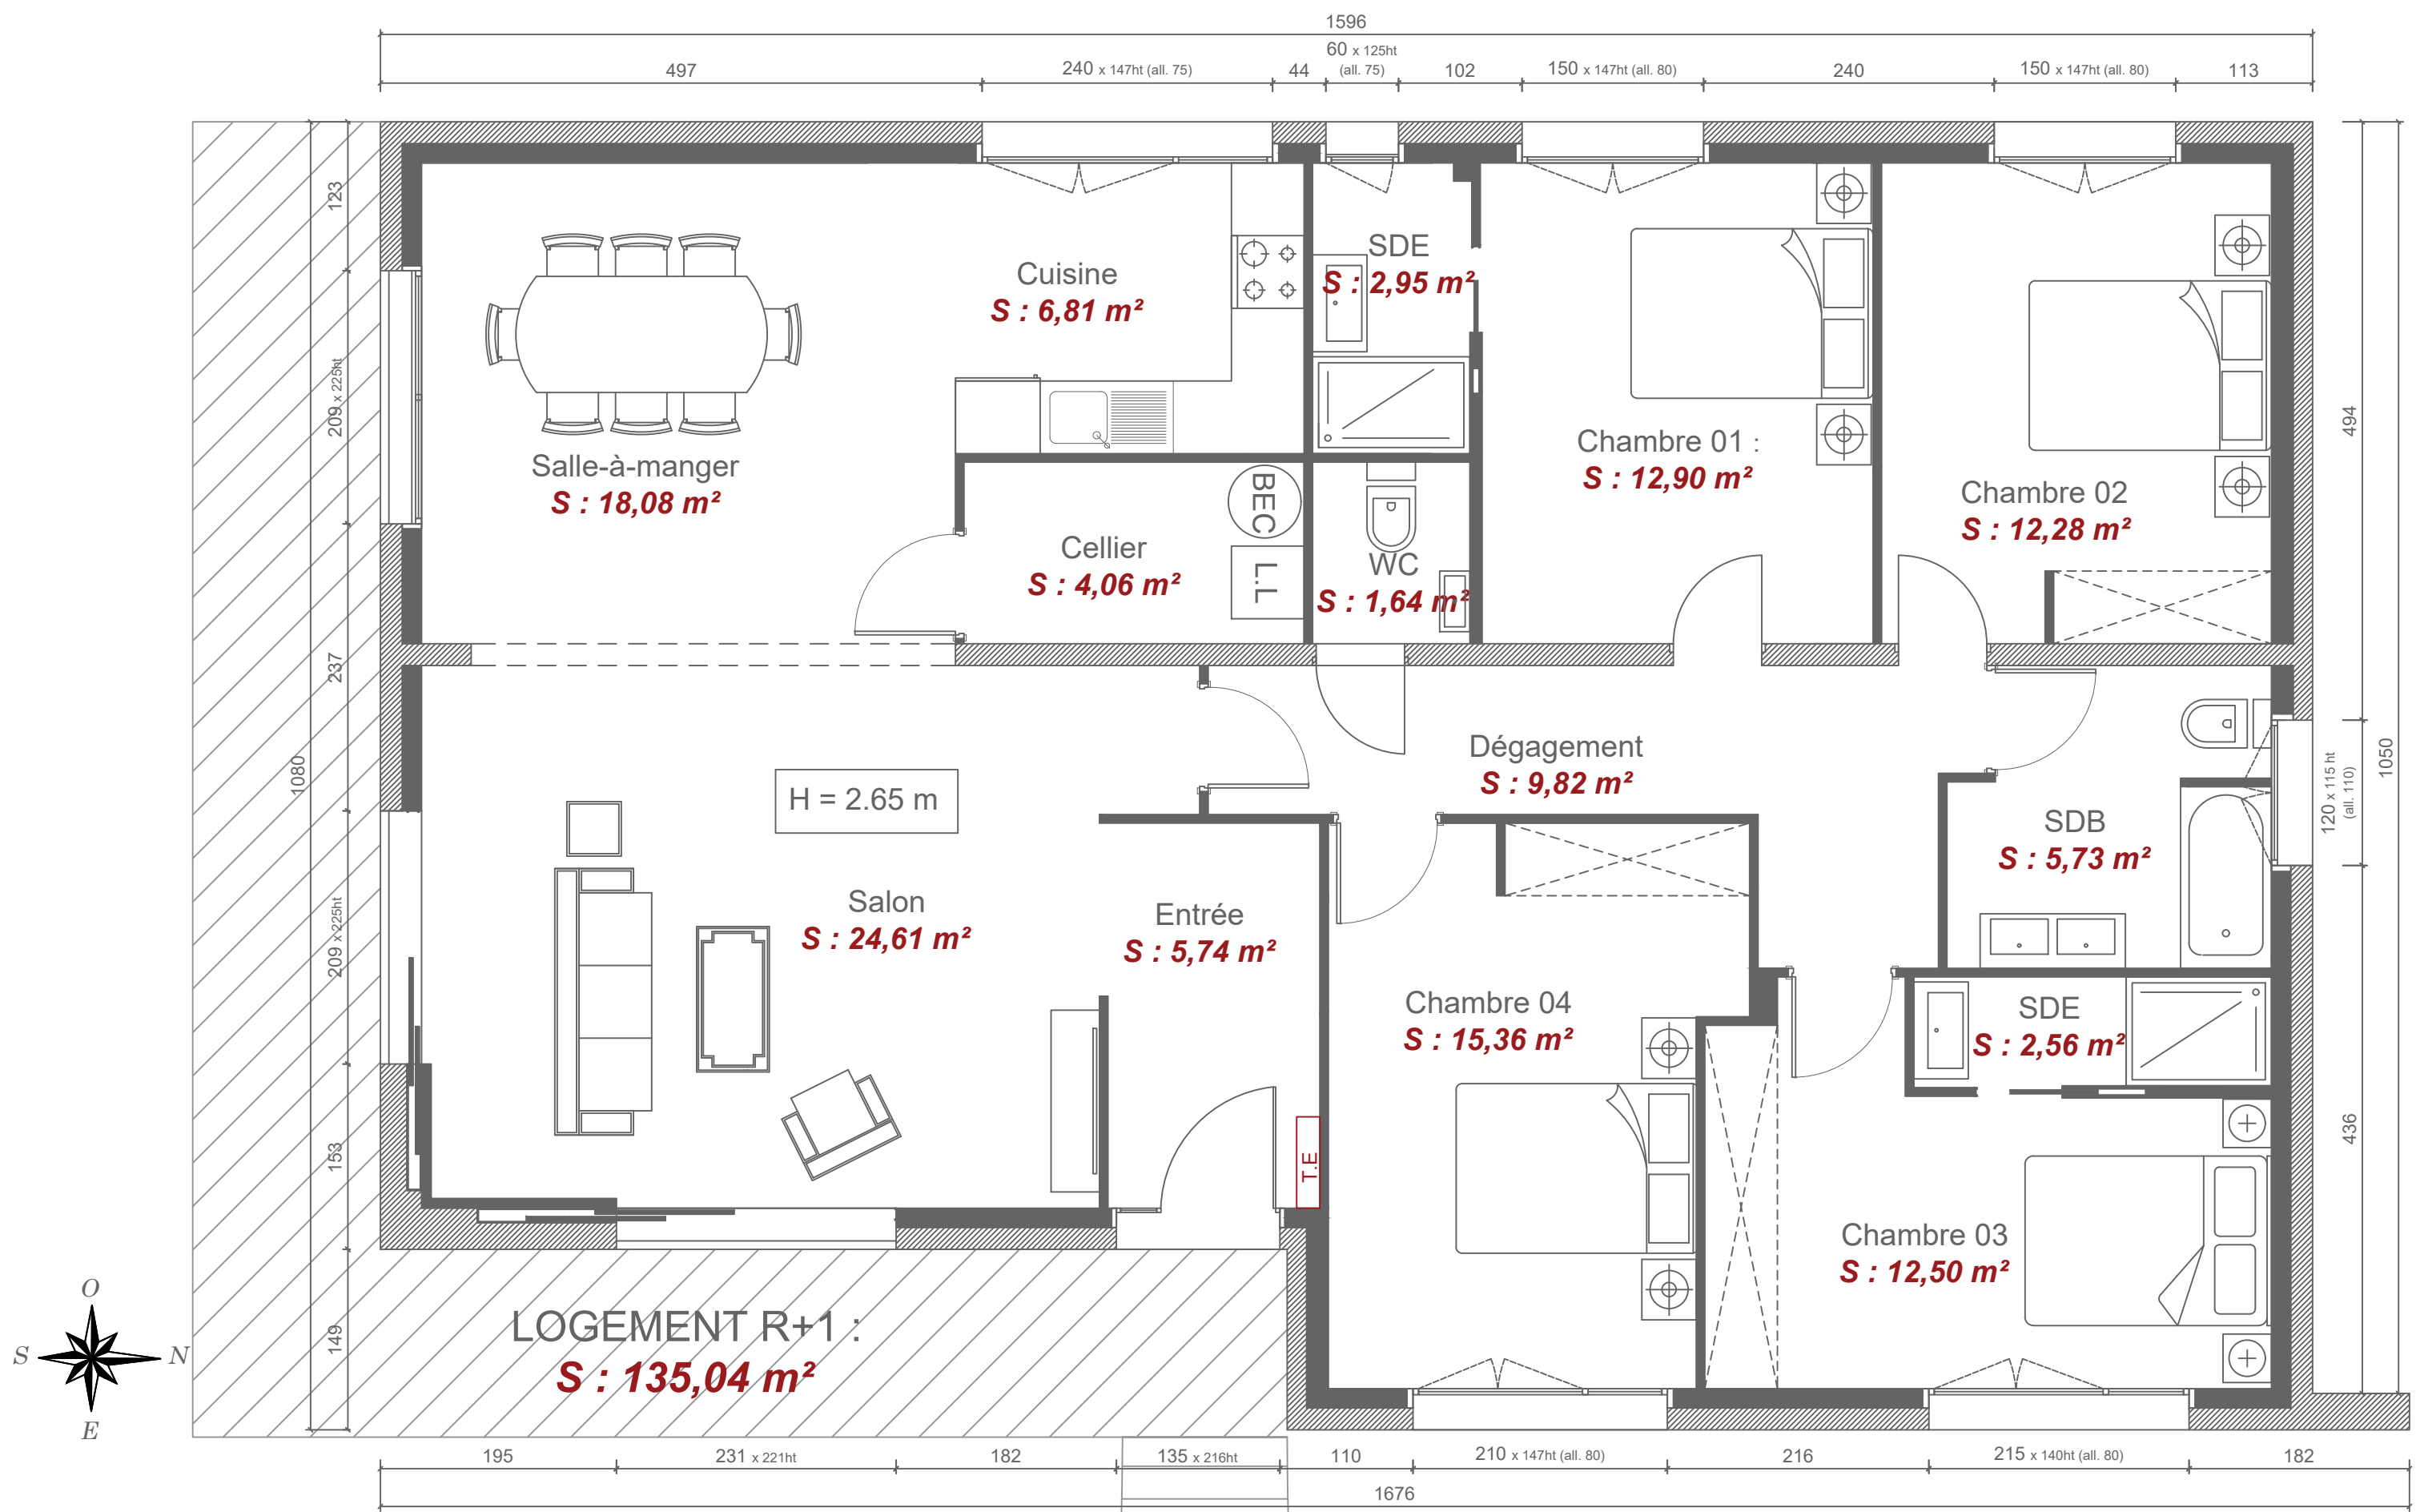 1596
497
240 x 147ht (all. 75)
44
60 x 125ht
(all. 75)
102
150 x 147ht (all. 80)
240
150 x 147ht (all. 80)
113
123
209 x 225ht
237
1080
209 x 225ht
153
149
494
120 x 115 ht
(all. 110)
1050
436
Cuisine
S : 6,81 m²
SDE
S : 2,95 m²
Salle-à-manger
S : 18,08 m²
Chambre 01 :
S : 12,90 m²
Chambre 02
S : 12,28 m²
BEC
L.L
Cellier
S : 4,06 m²
WC
S : 1,64 m²
Dégagement
S : 9,82 m²
H = 2.65 m
SDB
S : 5,73 m²
Salon
S : 24,61 m²
Entrée
S : 5,74 m²
Chambre 04
S : 15,36 m²
SDE
S : 2,56 m²
T.E
Chambre 03
S : 12,50 m²
LOGEMENT R+1 :
S : 135,04 m²
O
S
N
E
195
231 x 221ht
182
135 x 216ht
110
210 x 147ht (all. 80)
216
215 x 140ht (all. 80)
182
1676